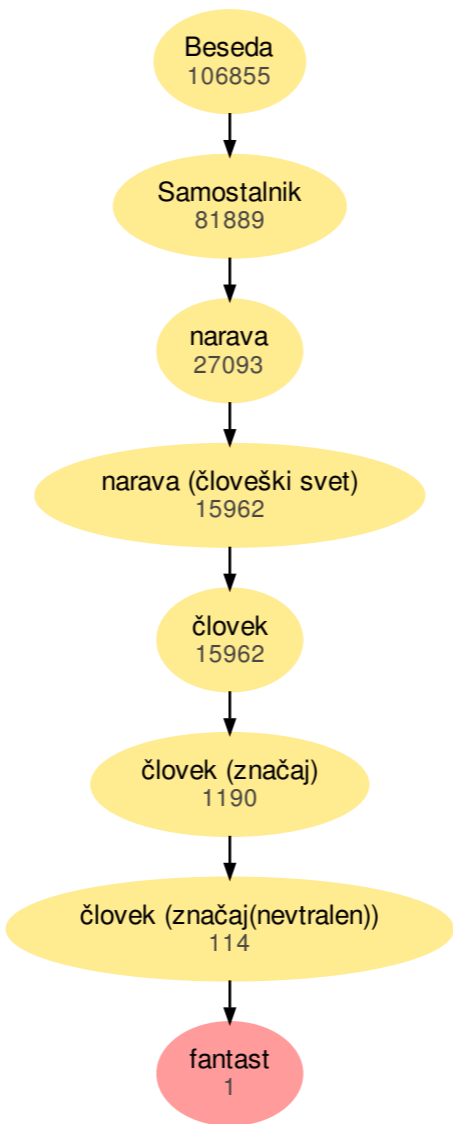 Beseda
106855
Samostalnik
81889
narava
27093
narava (človeški svet)
15962
človek
15962
človek (značaj)
1190
človek (značaj(nevtralen))
114
fantast
1